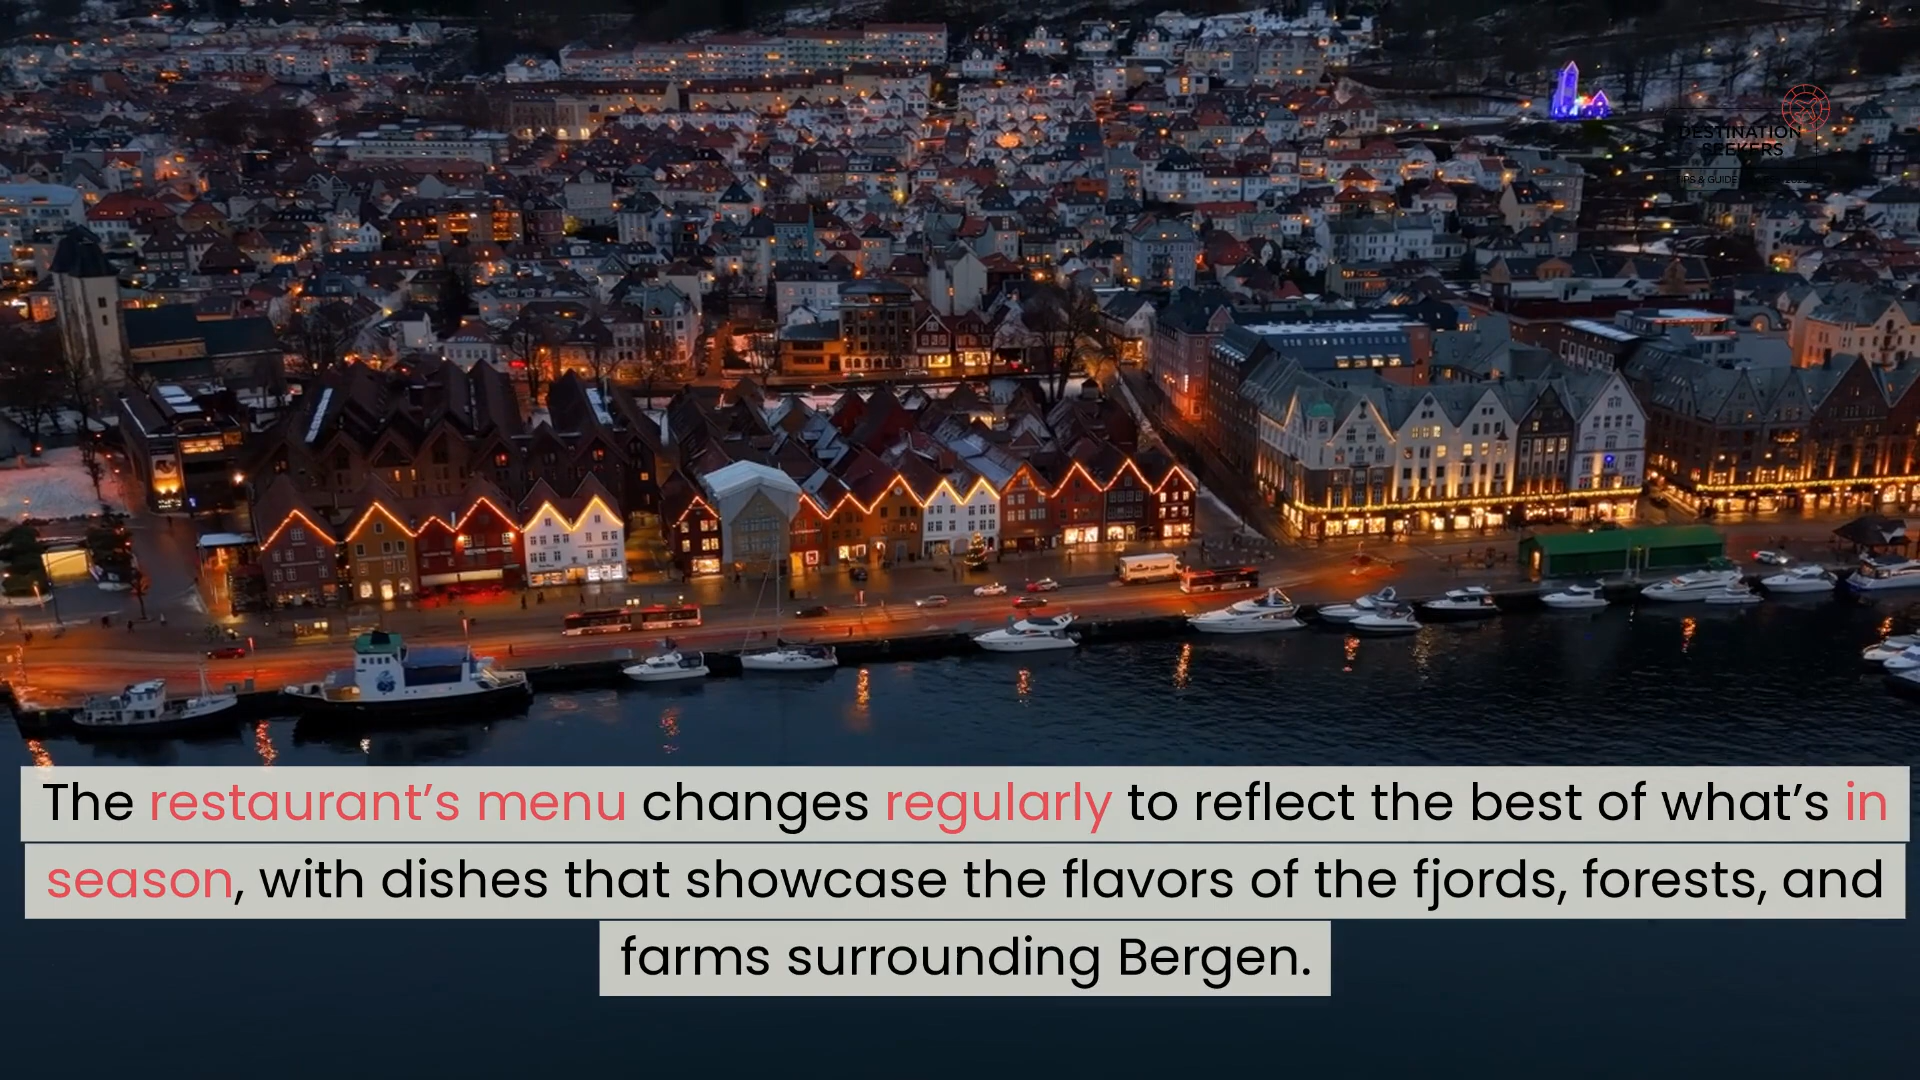 DESTINATION
SEEKERS
The restaurant’s menu changes regularly to reflect the best of what’s in
season, with dishes that showcase the flavors of the fjords, forests, and
farms surrounding Bergen.